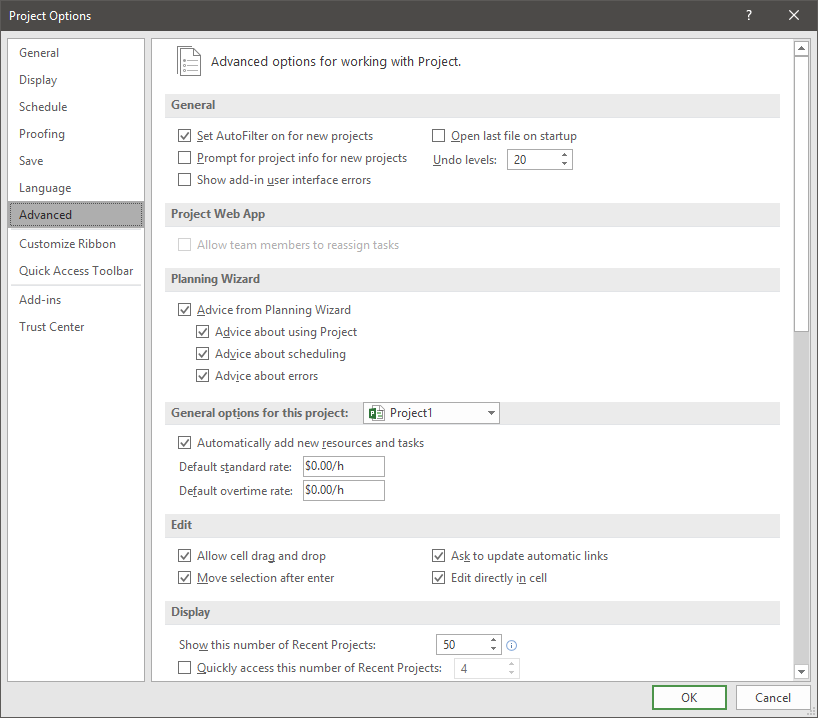 Project Options
?
General
Display
Schedule
Proofing
Save
Language
Advanced
Customize Ribbon
Quick Access Toolbar
Add-ins
Trust Center
Advanced options for working with Project.
General
Set AutoFilter on for new projects
Open last file on startup
Prompt for project info for new projects
Undo levels: 20
Show add-in user interface errors
Project Web App
Allow team members to reassign tasks
Planning Wizard
Advice from Planning Wizard
Advice about using Project
Advice about scheduling
Advice about errors
General options for this project: Project1
Automatically add new resources and tasks
Default standard rate: $0.00/h
Default overtime rate: $0.00/h
Edit
Allow cell drag and drop
Ask to update automatic links
Move selection after enter
Edit directly in cell
Display
Show this number of Recent Projects: 50
Quickly access this number of Recent Projects: 4
OK
Cancel